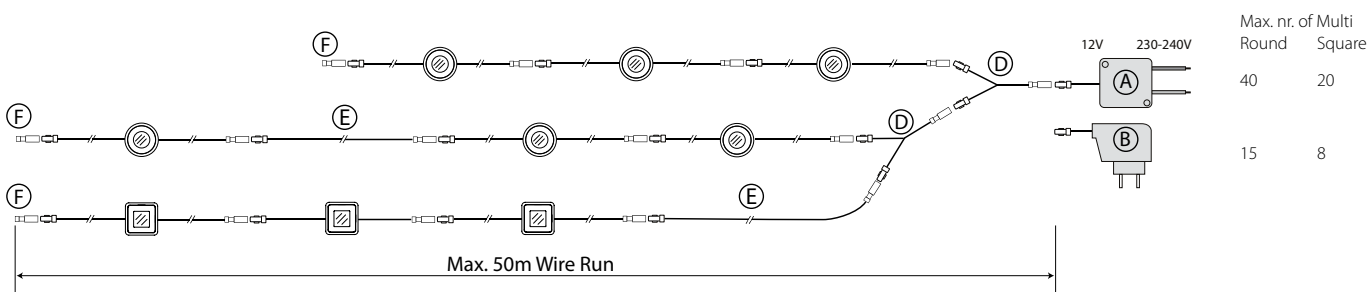 Max. nr. of Multi
Round Square
12V 230-240V
F
D
A
40 20
F
E
D
B
15 8
F
E
Max. 50m Wire Run